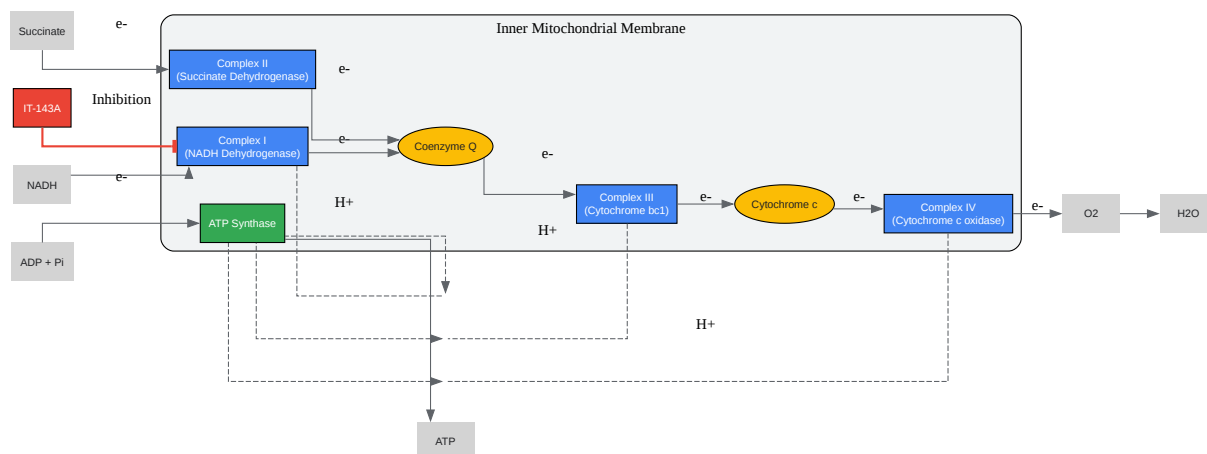 Inner Mitochondrial Membrane
Succinate
e-
Complex II
(Succinate Dehydrogenase)
e-
IT-143A
Inhibition
Complex I
(NADH Dehydrogenase)
e-
Coenzyme Q
e-
NADH
e-
H+
Complex III
(Cytochrome bc1)
e-
Cytochrome c
e-
Complex IV
(Cytochrome c oxidase)
e-
O2
H2O
ATP Synthase
H+
ADP + Pi
H+
ATP